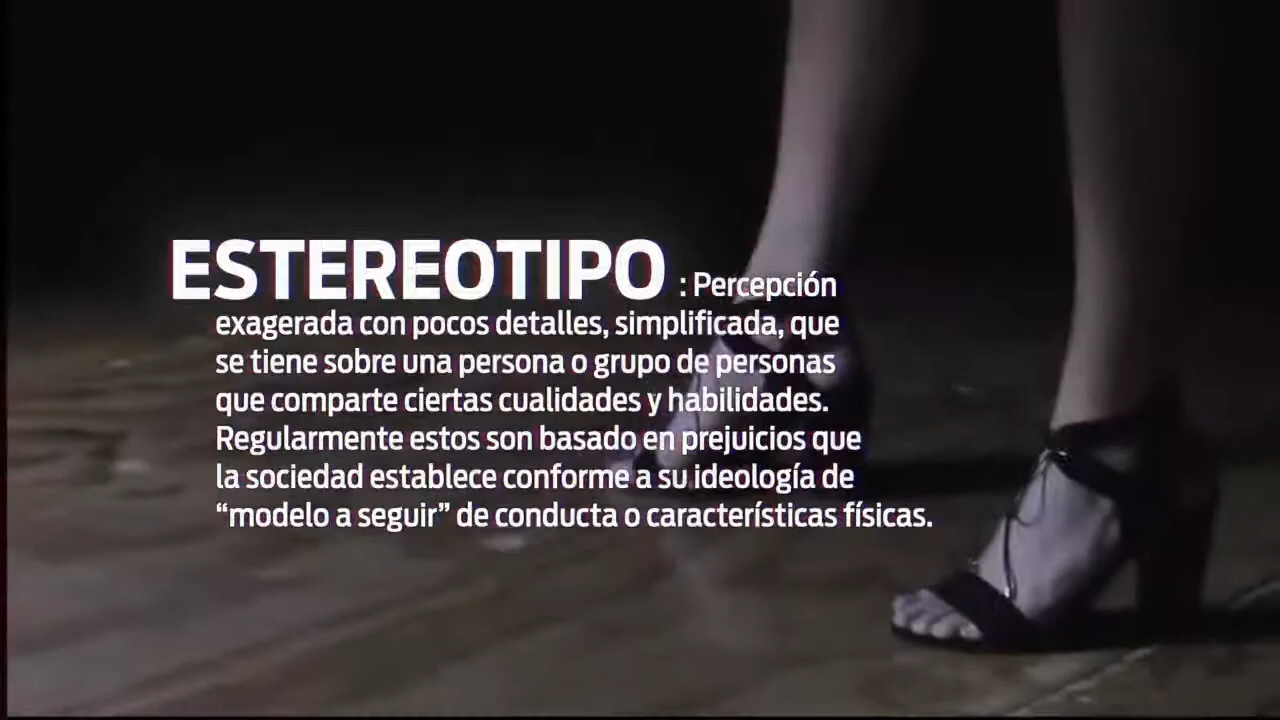 ESTEREOTIPO : Percepción
exagerada con pocos detalles, simplificada, que
se tiene sobre una persona o grupo de personas
que comparte ciertas cualidades y habilidades.
Regularmente estos son basado en prejuicios que
la sociedad establece conforme a su ideología de
“modelo a seguir” de conducta o características físicas.